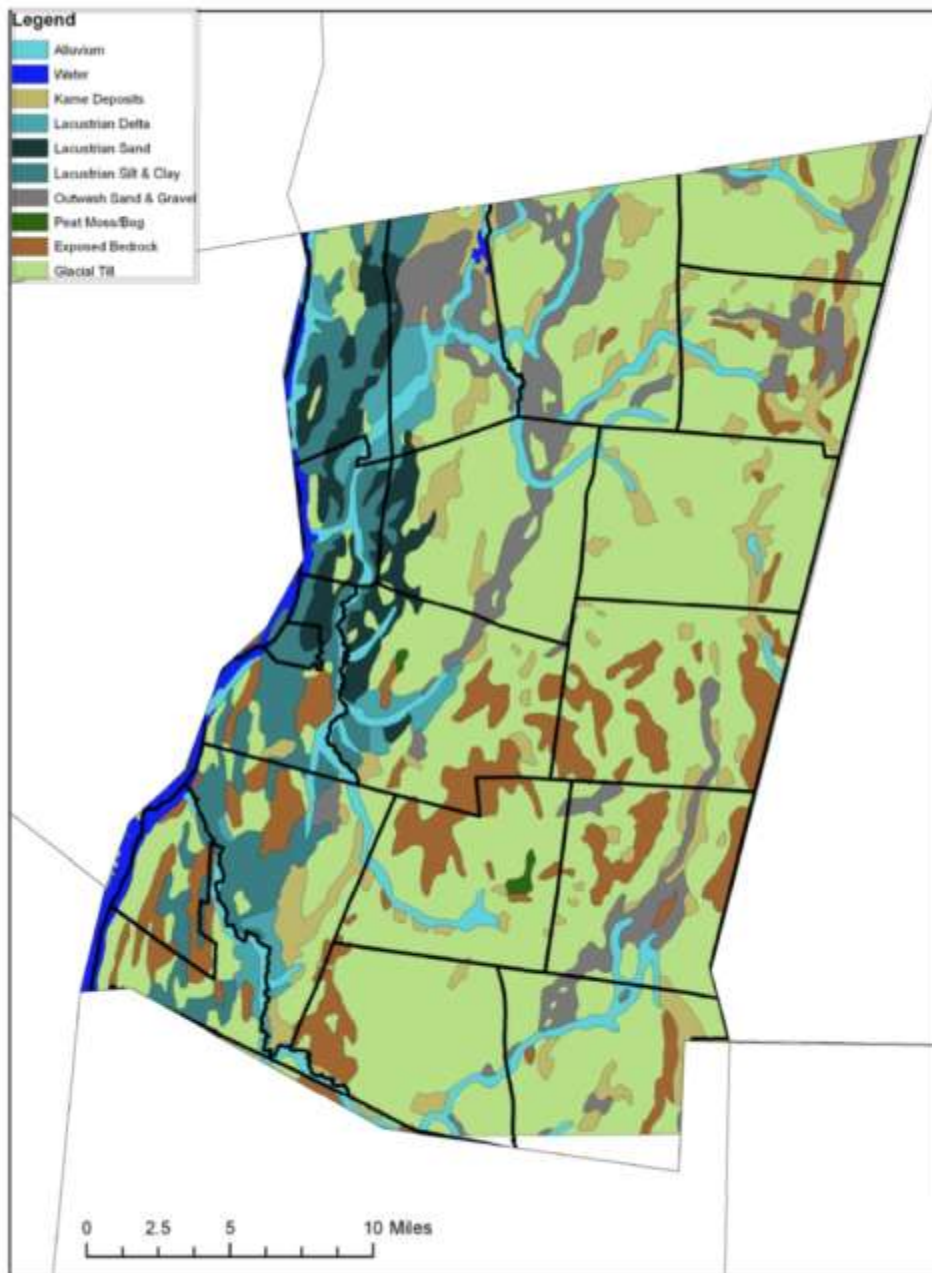 Legend
Alluvium
Water
Kame Deposits
Lacustrian Delta
Lacustrian Sand
Lacustrian Silt & Clay
Outwash Sand & Gravel
Peat Moss/Bog
Exposed Bedrock
Glacial Till
0 2.5 5 10 Miles